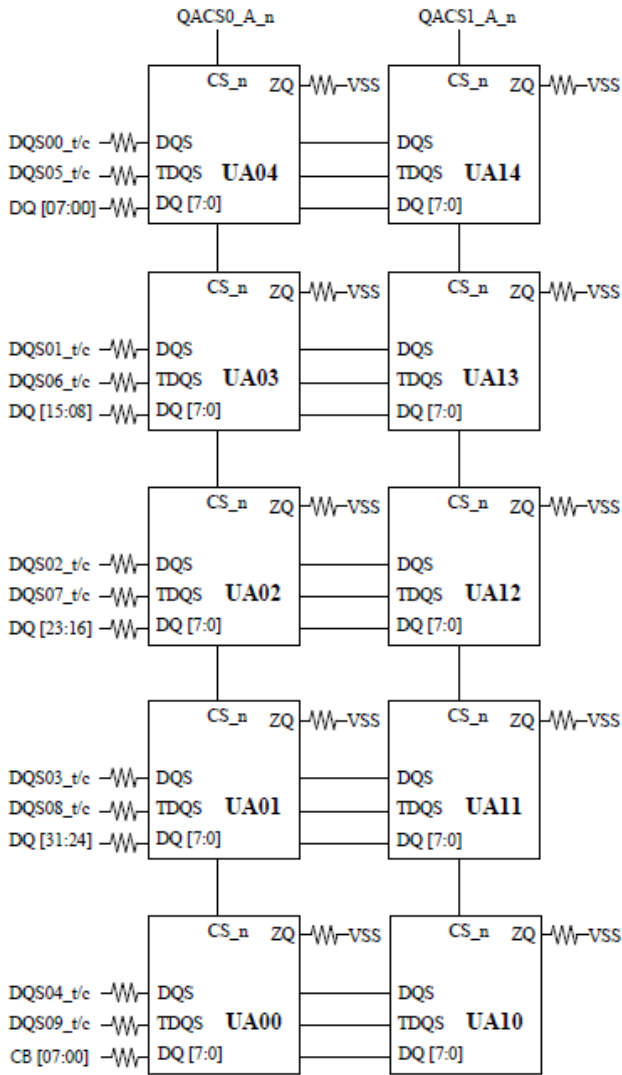 QACS0_A_n QACS1_A_n
CS_n ZQ VSS CS_n ZQ VSS
DQS00_t/c DQS DQS
DQS05_t/c TDQS UA04 TDQS UA14
DQ [07:00] DQ [7:0] DQ [7:0]
CS_n ZQ VSS CS_n ZQ VSS
DQS01_t/c DQS DQS
DQS06_t/c TDQS UA03 TDQS UA13
DQ [15:08] DQ [7:0] DQ [7:0]
CS_n ZQ VSS CS_n ZQ VSS
DQS02_t/c DQS DQS
DQS07_t/c TDQS UA02 TDQS UA12
DQ [23:16] DQ [7:0] DQ [7:0]
CS_n ZQ VSS CS_n ZQ VSS
DQS03_t/c DQS DQS
DQS08_t/c TDQS UA01 TDQS UA11
DQ [31:24] DQ [7:0] DQ [7:0]
CS_n ZQ VSS CS_n ZQ VSS
DQS04_t/c DQS DQS
DQS09_t/c TDQS UA00 TDQS UA10
CB [07:00] DQ [7:0] DQ [7:0]